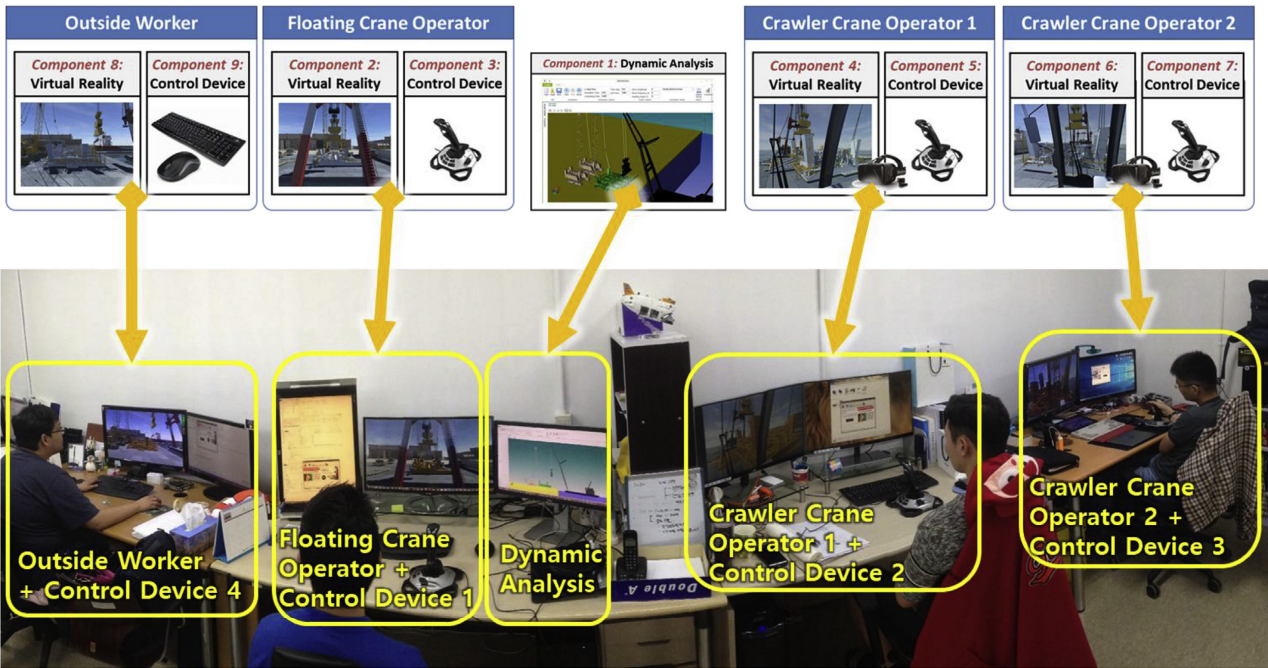 Outside Worker
Component 8:
Virtual Reality
Component 9:
Control Device
Floating Crane Operator
Component 2:
Virtual Reality
Component 3:
Control Device
Component 1: Dynamic Analysis
Crawler Crane Operator 1
Component 4:
Virtual Reality
Component 5:
Control Device
Crawler Crane Operator 2
Component 6:
Virtual Reality
Component 7:
Control Device
Outside Worker
+ Control Device 4
Floating Crane
Operator +
Control Device 1
Dynamic
Analysis
Double A
Crawler Crane
Operator 1 +
Control Device 2
Crawler Crane
Operator 2 +
Control Device 3